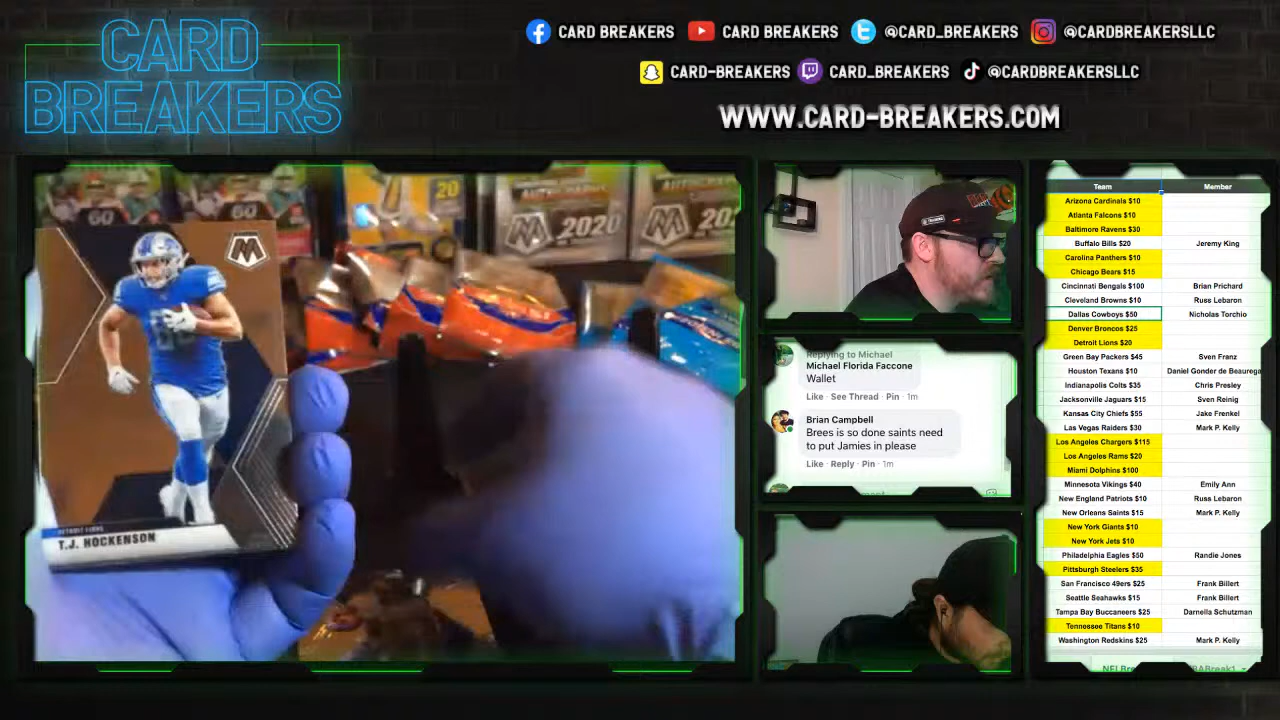 CARD
BREAKERS
CARD BREAKERS
CARD BREAKERS
@CARD_BREAKERS
@CARDBREAKERSLLC
CARD-BREAKERS
CARD_BREAKERS
@CARDBREAKERSLLC
WWW.CARD-BREAKERS.COM
60
60
20
2020
DETROIT LIONS
T.J. HOCKENSON
Replying to Michael
Michael Florida Faccone
Wallet
Like · See Thread · Pin · 1m
Brian Campbell
Brees is so done saints need
to put Jamies in please
Like · Reply · Pin · 1m
Team Member
Arizona Cardinals $10
Atlanta Falcons $10
Baltimore Ravens $30
Buffalo Bills $20 Jeremy King
Carolina Panthers $10
Chicago Bears $15
Cincinnati Bengals $100 Brian Prichard
Cleveland Browns $10 Russ Lebaron
Dallas Cowboys $50 Nicholas Torchio
Denver Broncos $25
Detroit Lions $20
Green Bay Packers $45 Sven Franz
Houston Texans $10 Daniel Gonder de Beaurega
Indianapolis Colts $35 Chris Presley
Jacksonville Jaguars $15 Sven Reinig
Kansas City Chiefs $55 Jake Frenkel
Las Vegas Raiders $30 Mark P. Kelly
Los Angeles Chargers $115
Los Angeles Rams $20
Miami Dolphins $100
Minnesota Vikings $40 Emily Ann
New England Patriots $10 Russ Lebaron
New Orleans Saints $15 Mark P. Kelly
New York Giants $10
New York Jets $10
Philadelphia Eagles $50 Randie Jones
Pittsburgh Steelers $35
San Francisco 49ers $25 Frank Billert
Seattle Seahawks $15 Frank Billert
Tampa Bay Buccaneers $25 Darnella Schutzman
Tennessee Titans $10
Washington Redskins $25 Mark P. Kelly